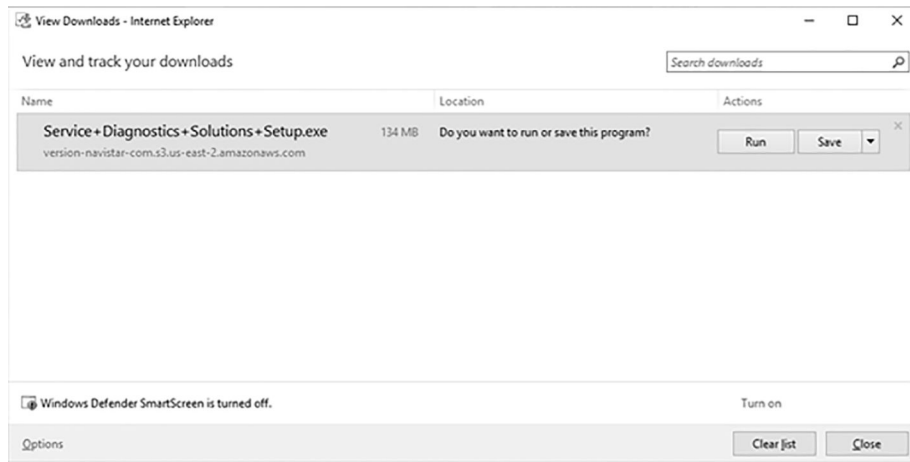 View Downloads - Internet Explorer
View and track your downloads
Search downloads
Name Location Actions
Service+Diagnostics+Solutions+Setup.exe 134 MB Do you want to run or save this program? Run Save
version-navistar-com.s3.us-east-2.amazonaws.com
Windows Defender SmartScreen is turned off. Turn on
Options Clear list Close